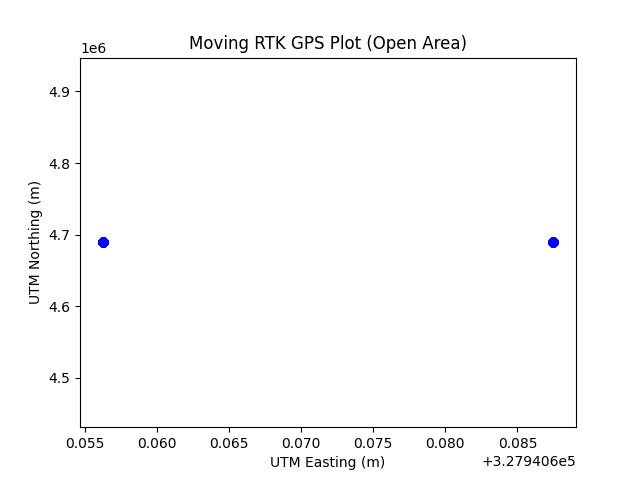 Moving RTK GPS Plot (Open Area)
1e6
4.9
4.8
4.7
4.6
4.5
UTM Northing (m)
0.055 0.060 0.065 0.070 0.075 0.080 0.085
UTM Easting (m)
+3.279406e5